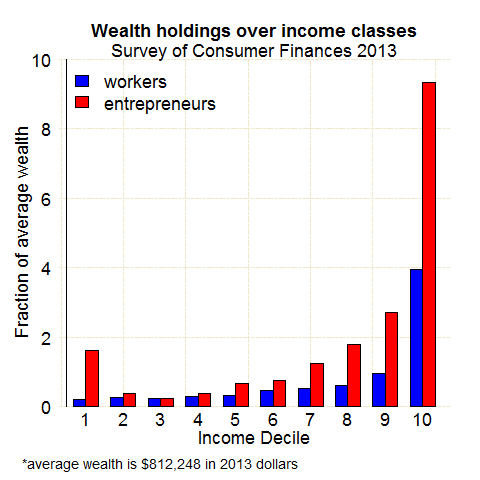 Wealth holdings over income classes
Survey of Consumer Finances 2013
Fraction of average wealth
10
8
6
4
2
0
workers
entrepreneurs
1 2 3 4 5 6 7 8 9 10
Income Decile
*average wealth is $812,248 in 2013 dollars